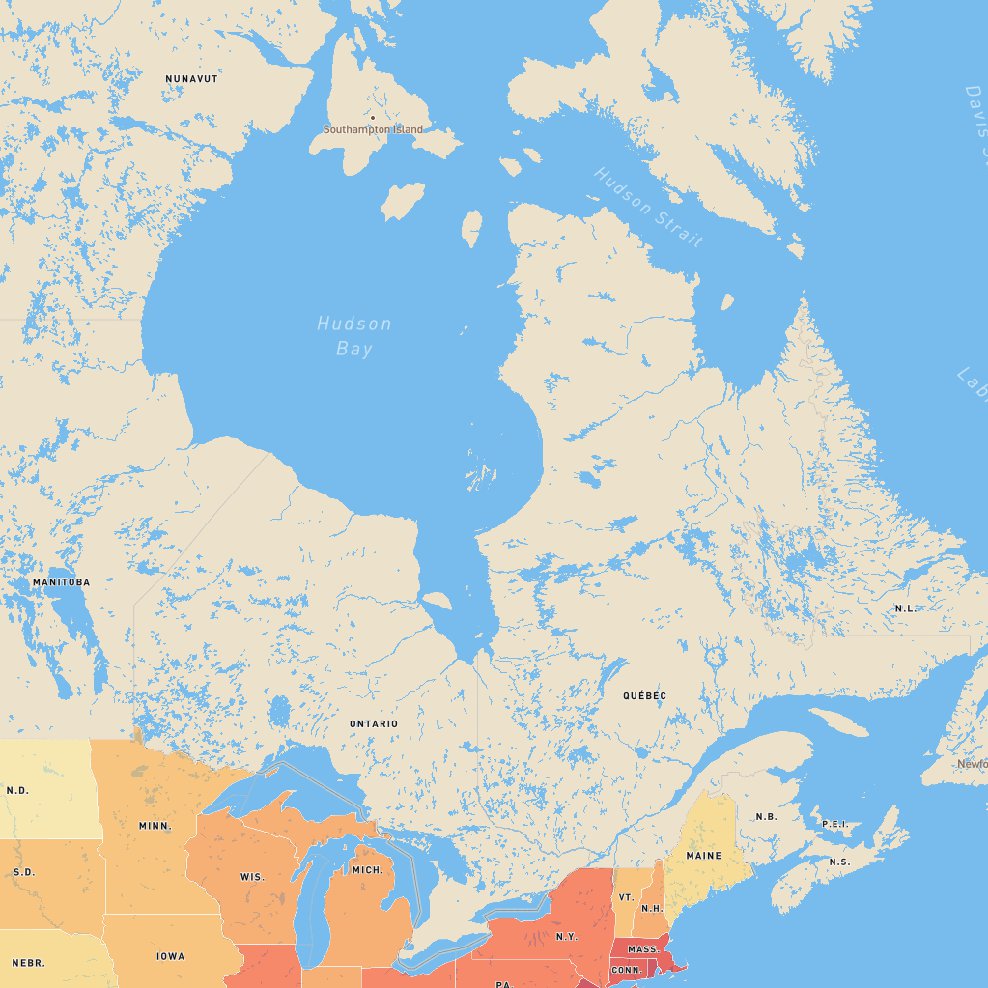 NUNAVUT
Southampton Island
Davis S
Hudson Strait
Hudson
Bay
MANITOBA
N.L.
QUÉBEC
ONTARIO
Newfo
N.D.
MINN.
N.B.
P.E.I.
N.S.
MAINE
S.D.
WIS.
MICH.
VT.
N.H.
N.Y.
MASS.
NEBR.
IOWA
CONN.
PA.
Lab